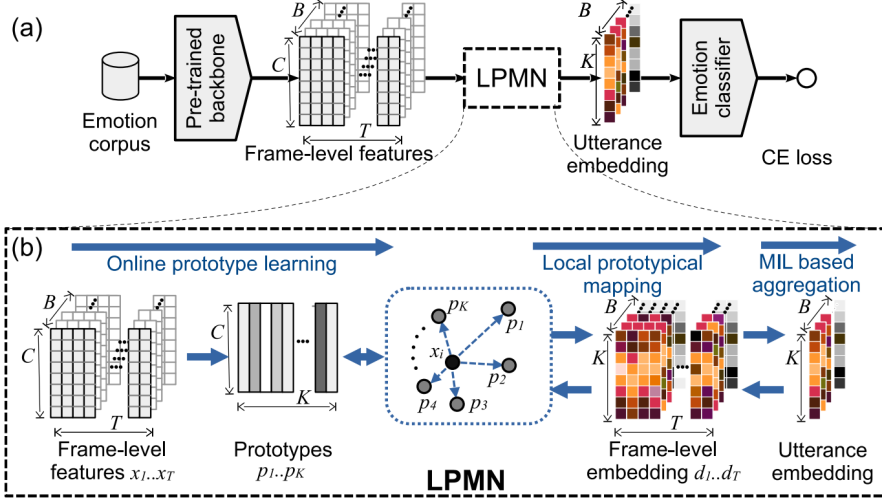 (a)
B
C
T
Emotion
corpus
Pre-trained
backbone
Frame-level features
LPMN
B
K
Utterance
embedding
Emotion
classifier
CE loss
(b)
Online prototype learning
Local prototypical
mapping
MIL based
aggregation
B
C
T
Frame-level
features x1..xT
C
K
Prototypes
p1..pK
pK
p1
xi
p2
p4
p3
LPMN
B
K
T
Frame-level
embedding d1..dT
B
K
Utterance
embedding